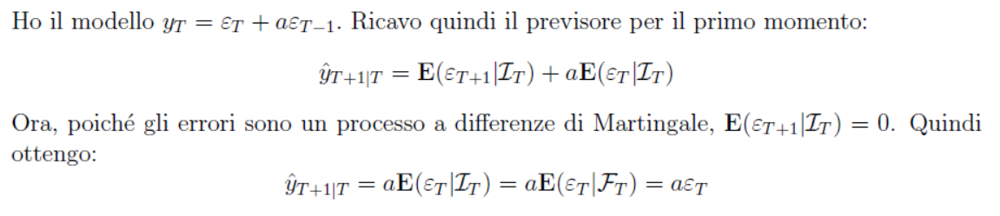 Ho il modello $y_T = \varepsilon_T + a\varepsilon_{T-1}$. Ricavo quindi il previsore per il primo momento:
$\hat{y}_{T+1|T} = \mathbf{E}(\varepsilon_{T+1}|\mathcal{I}_T) + a\mathbf{E}(\varepsilon_T|\mathcal{I}_T)$
Ora, poiché gli errori sono un processo a differenze di Martingale, $\mathbf{E}(\varepsilon_{T+1}|\mathcal{I}_T) = 0$. Quindi
ottengo:
$\hat{y}_{T+1|T} = a\mathbf{E}(\varepsilon_T|\mathcal{I}_T) = a\mathbf{E}(\varepsilon_T|\mathcal{F}_T) = a\varepsilon_T$